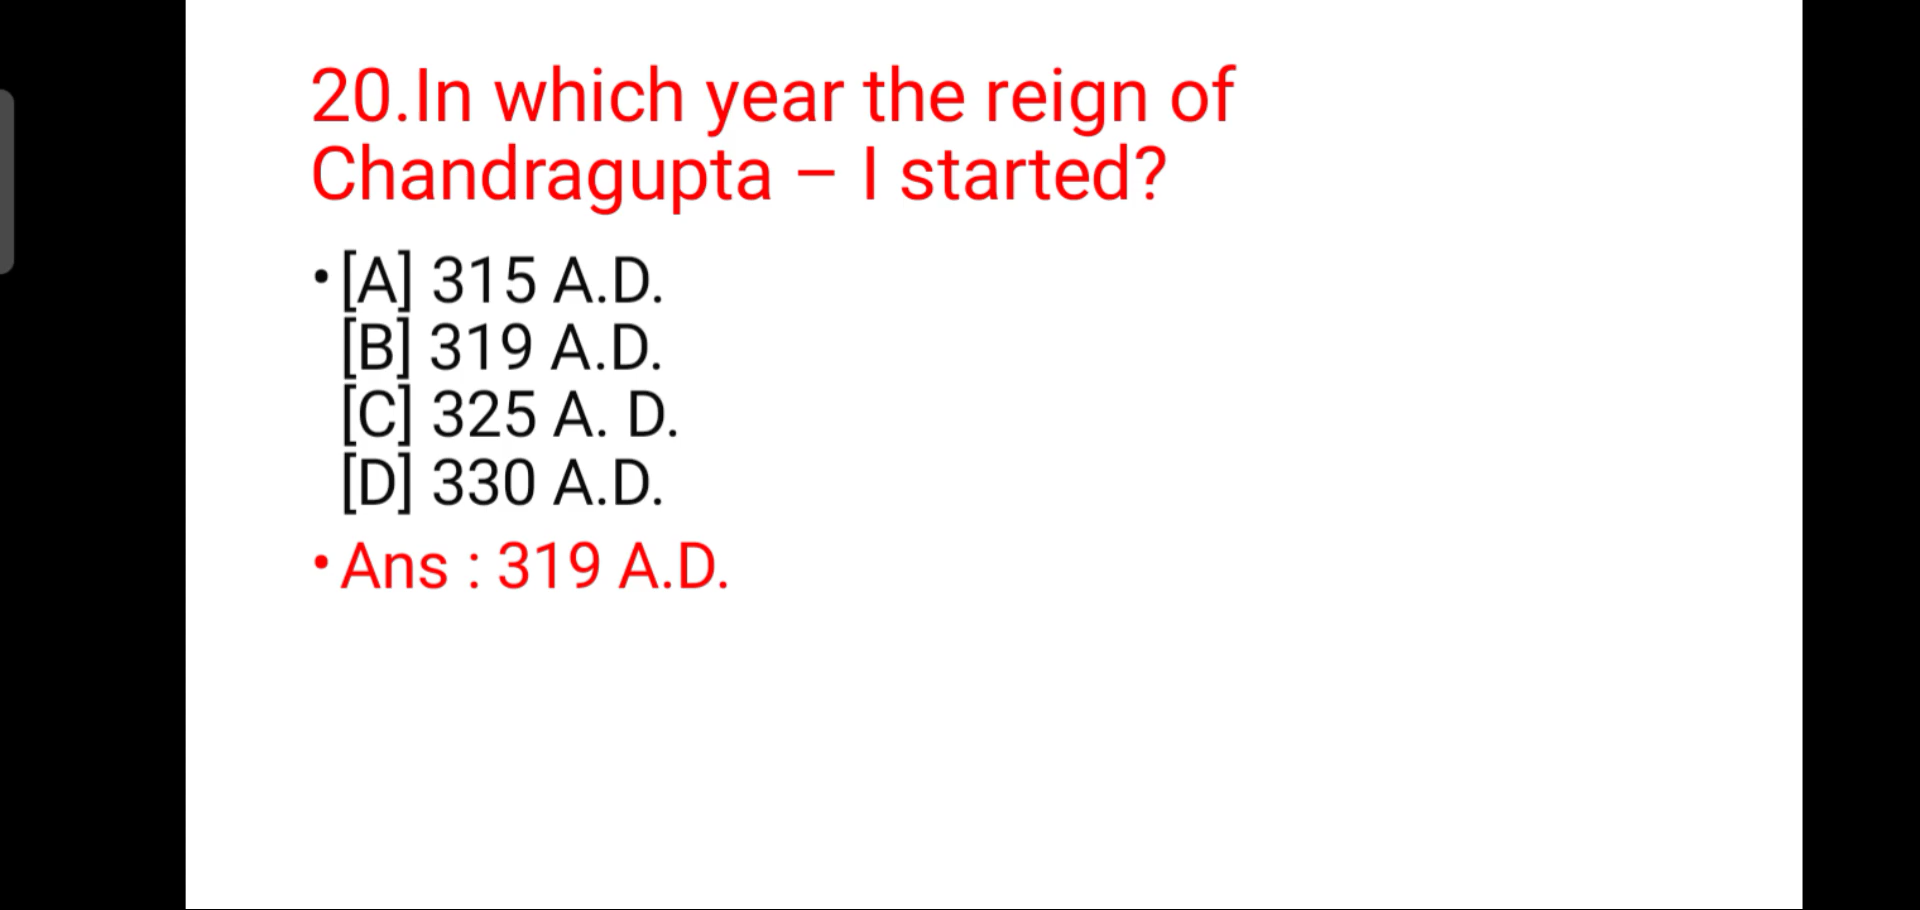 20.In which year the reign of
Chandragupta – I started?
•[A] 315 A.D.
[B] 319 A.D.
[C] 325 A. D.
[D] 330 A.D.
•Ans : 319 A.D.